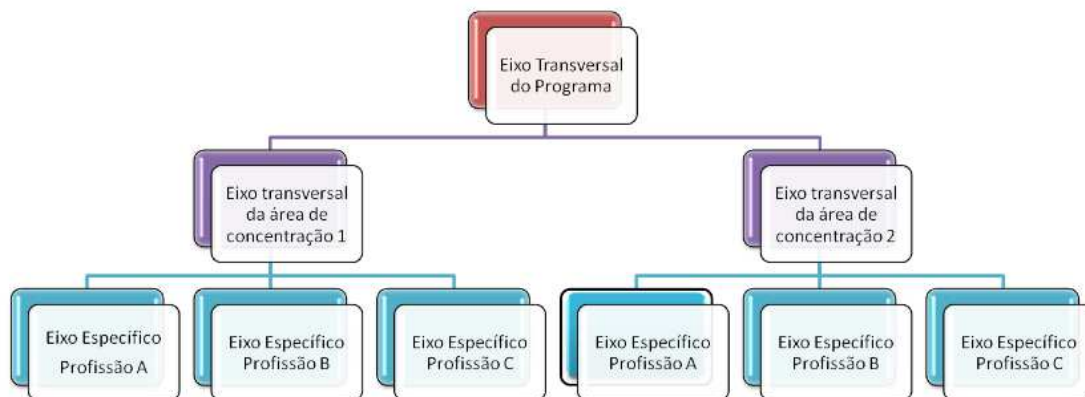 Eixo Transversal
do Programa
Eixo transversal
da área de
concentração 1
Eixo transversal
da área de
concentração 2
Eixo Específico
Profissão A
Eixo Específico
Profissão B
Eixo Específico
Profissão C
Eixo Específico
Profissão A
Eixo Específico
Profissão B
Eixo Específico
Profissão C